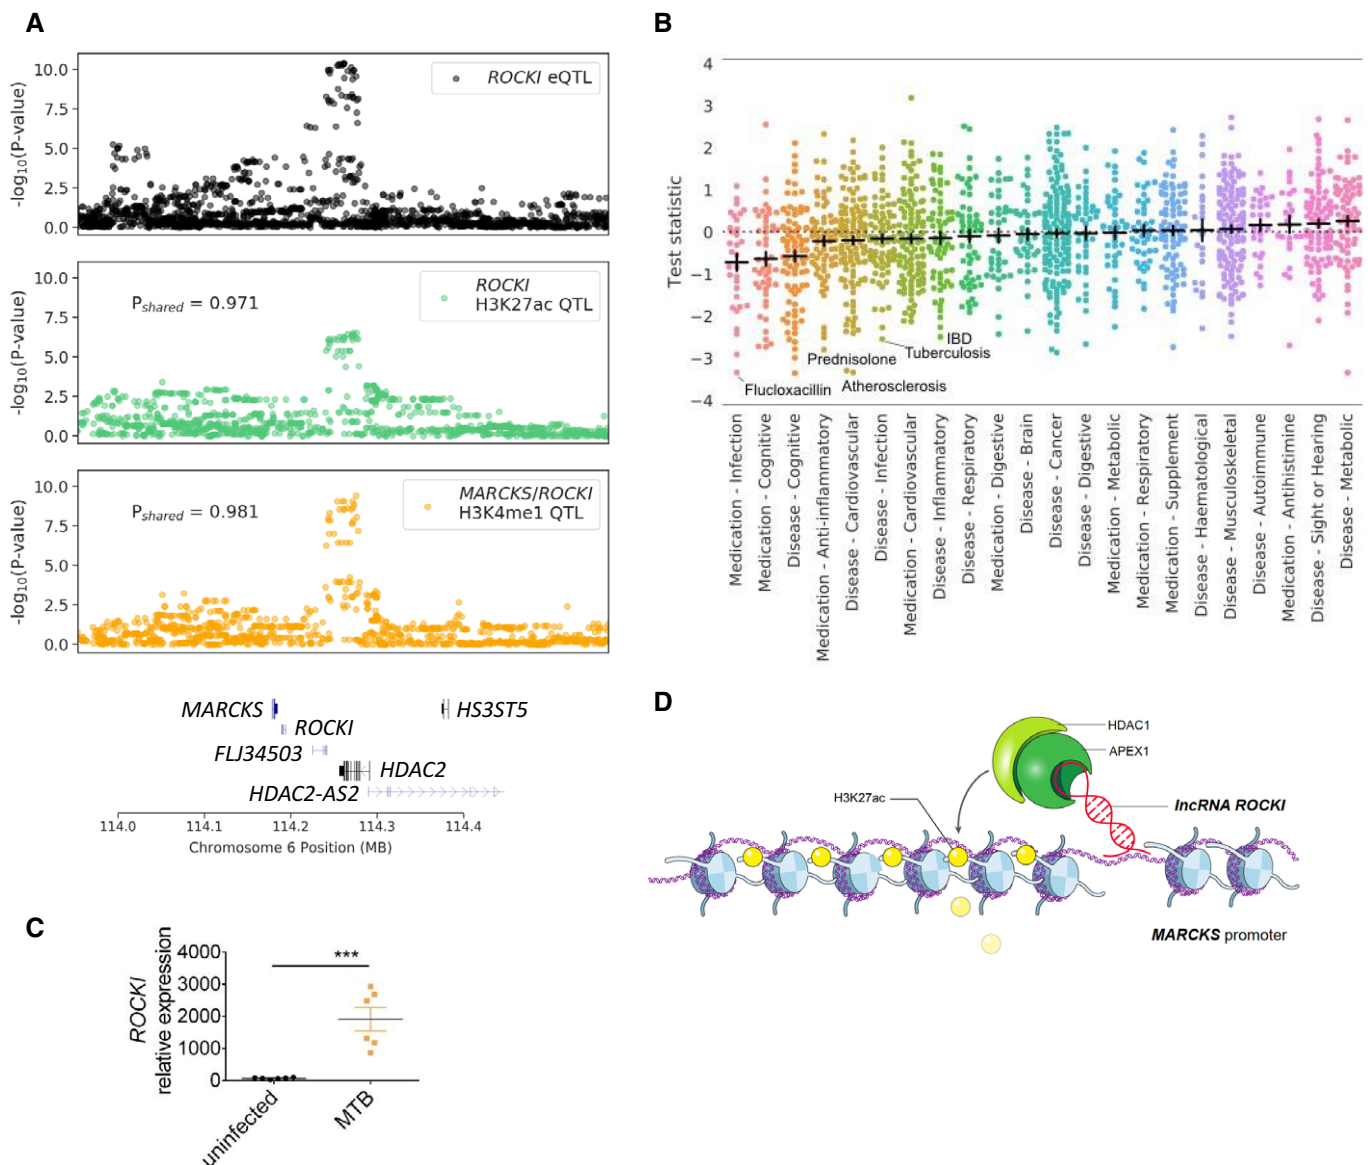 A
10.0
7.5
5.0
2.5
0.0
-log10(P-value)
ROCKI eQTL
10.0
7.5
5.0
2.5
0.0
-log10(P-value)
Pshared = 0.971
ROCKI
H3K27ac QTL
10.0
7.5
5.0
2.5
0.0
-log10(P-value)
Pshared = 0.981
MARCKS/ROCKI
H3K4me1 QTL
MARCKS
HS3ST5
ROCKI
FLJ34503
HDAC2
HDAC2-AS2
114.0 114.1 114.2 114.3 114.4
Chromosome 6 Position (MB)
B
4
3
2
1
0
−1
−2
−3
−4
Test statistic
IBD
Tuberculosis
Prednisolone
Atherosclerosis
Flucloxacillin
Medication - Infection
Medication - Cognitive
Disease - Cognitive
Medication - Anti-inflammatory
Disease - Cardiovascular
Disease - Infection
Medication - Cardiovascular
Disease - Inflammatory
Disease - Respiratory
Medication - Digestive
Disease - Brain
Disease - Cancer
Disease - Digestive
Medication - Metabolic
Medication - Respiratory
Medication - Supplement
Disease - Haematological
Disease - Musculoskeletal
Disease - Autoimmune
Medication - Antihistimine
Disease - Sight or Hearing
Disease - Metabolic
C
ROCKI
relative expression
4000
3000
2000
1000
0
***
uninfected
MTB
D
HDAC1
APEX1
H3K27ac
lncRNA ROCKI
MARCKS promoter